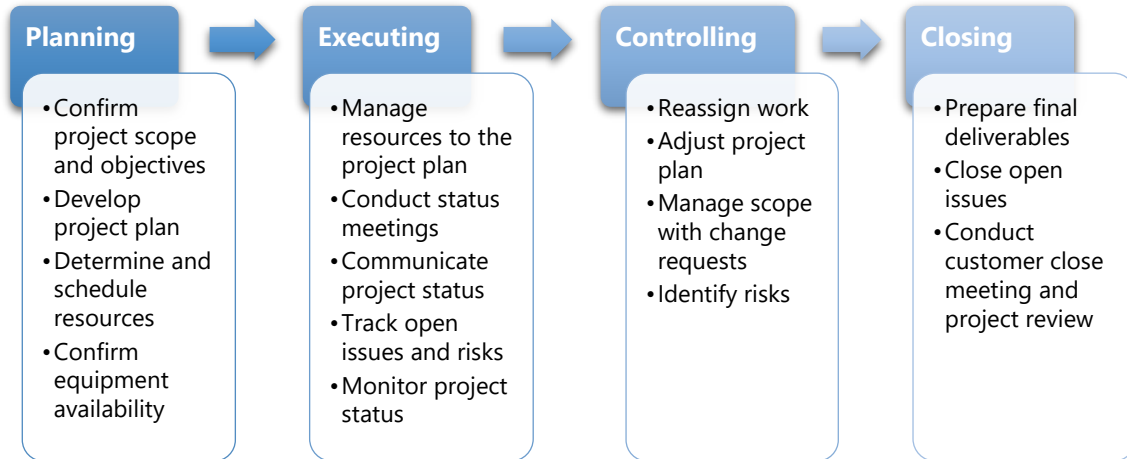 Planning
• Confirm
project scope
and objectives
• Develop
project plan
• Determine and
schedule
resources
• Confirm
equipment
availability
Executing
• Manage
resources to the
project plan
• Conduct status
meetings
• Communicate
project status
• Track open
issues and risks
• Monitor project
status
Controlling
• Reassign work
• Adjust project
plan
• Manage scope
with change
requests
• Identify risks
Closing
• Prepare final
deliverables
• Close open
issues
• Conduct
customer close
meeting and
project review